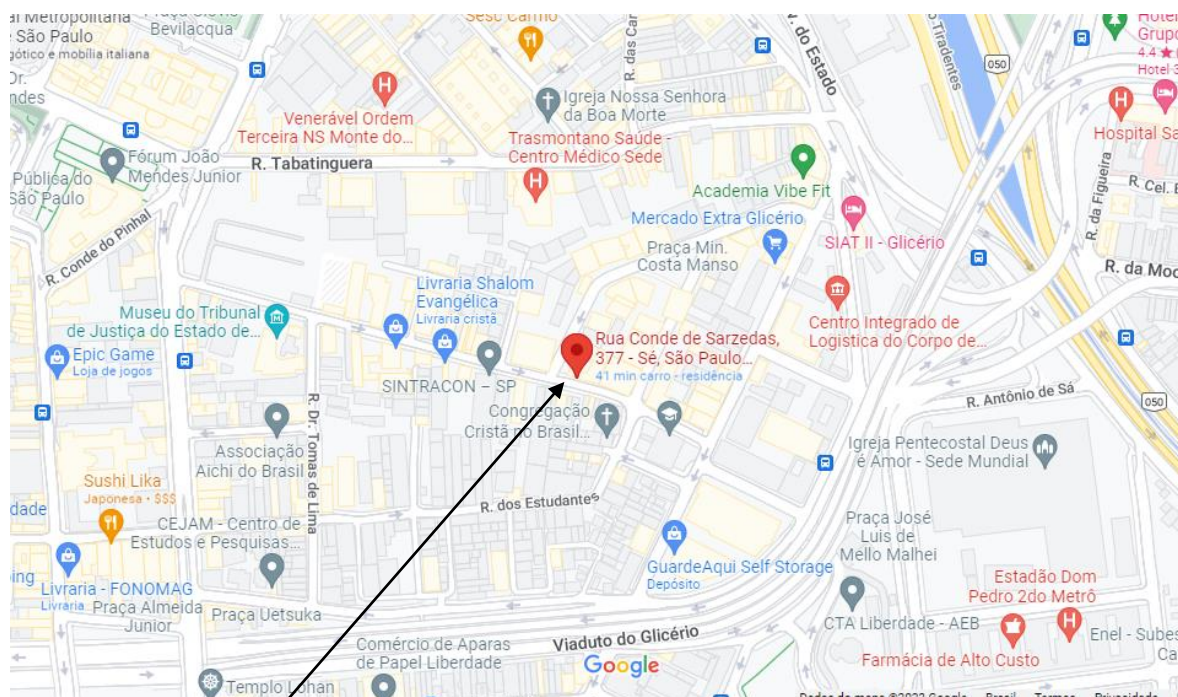 al Metropolitana
São Paulo
gótico e mobília italiana
Bevilacqua
Sesc Carmo
R. das Car
R. do Estado
o Tiradentes
050
Hotel
Grupo
4.4
Hotel 3
Venerável Ordem
Terceira NS Monte do...
Igreja Nossa Senhora
da Boa Morte
Trasmontano Saude -
Centro Médico Sede
Hospital Sa
R. Tabatinguera
Fórum João
Mendes Junior
Pública do
São Paulo
Academia Vibe Fit
R. da Figueira
R. Cel. E
R. Conde do Pinhal
Mercado Extra Glicério
Praça Min.
Costa Manso
SIAT II - Glicério
R. da Moo
Livraria Shalom
Evangélica
Livraria cristã
Museu do Tribunal
de Justiça do Estado de...
Centro Integrado de
Logistica do Corpo de...
Rua Conde de Sarzedas,
377 - Sé, São Paulo...
41 min carro - residência
Epic Game
Loja de jogos
SINTRACON – SP
R. Antônio de Sá
050
Congregação
Cristã no Brasil...
R. Dr. Tomas de Lima
Associação
Aichi do Brasil
Igreja Pentecostal Deus
é Amor - Sede Mundial
Sushi Lika
Japonesa · $$$
dade
R. dos Estudantes
CEJAM - Centro de
Estudos e Pesquisas...
Praça José
Luis de
Mello Malhei
GuardeAqui Self Storage
Depósito
ping
Livraria - FONOMAG
Livraria
Praça Almeida
Junior
Praça Uetsuka
Estadão Dom
Pedro 2do Metrô
CTA Liberdade - AEB
Enel - Subes
Ca
Viaduto do Glicério
Comércio de Aparas
de Papel Liberdade
Farmácia de Alto Custo
Google
Templo Lohan